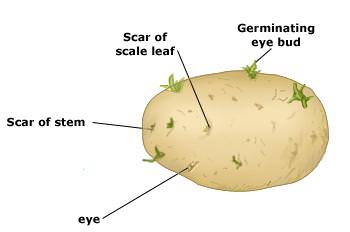 Germinating
eye bud
Scar of
scale leaf
Scar of stem
eye